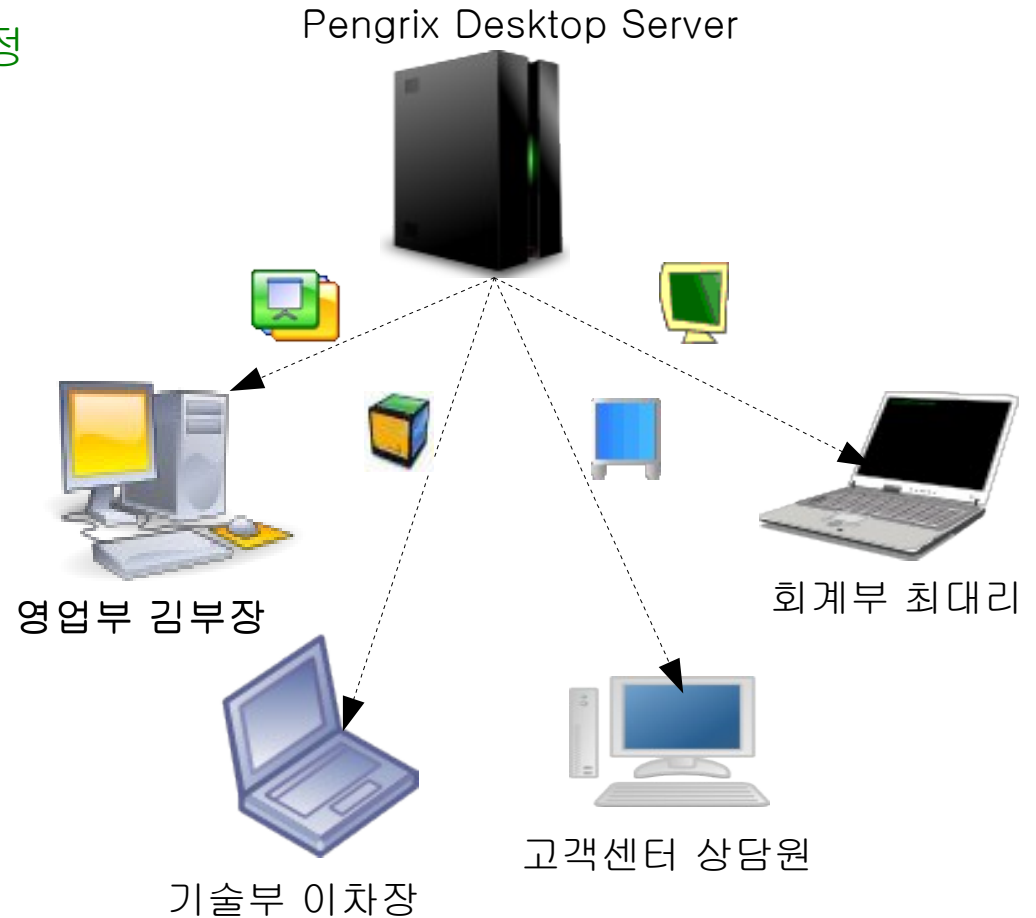 Pengrix Desktop Server
정
영업부 김부장
회계부 최대리
고객센터 상담원
기술부 이차장